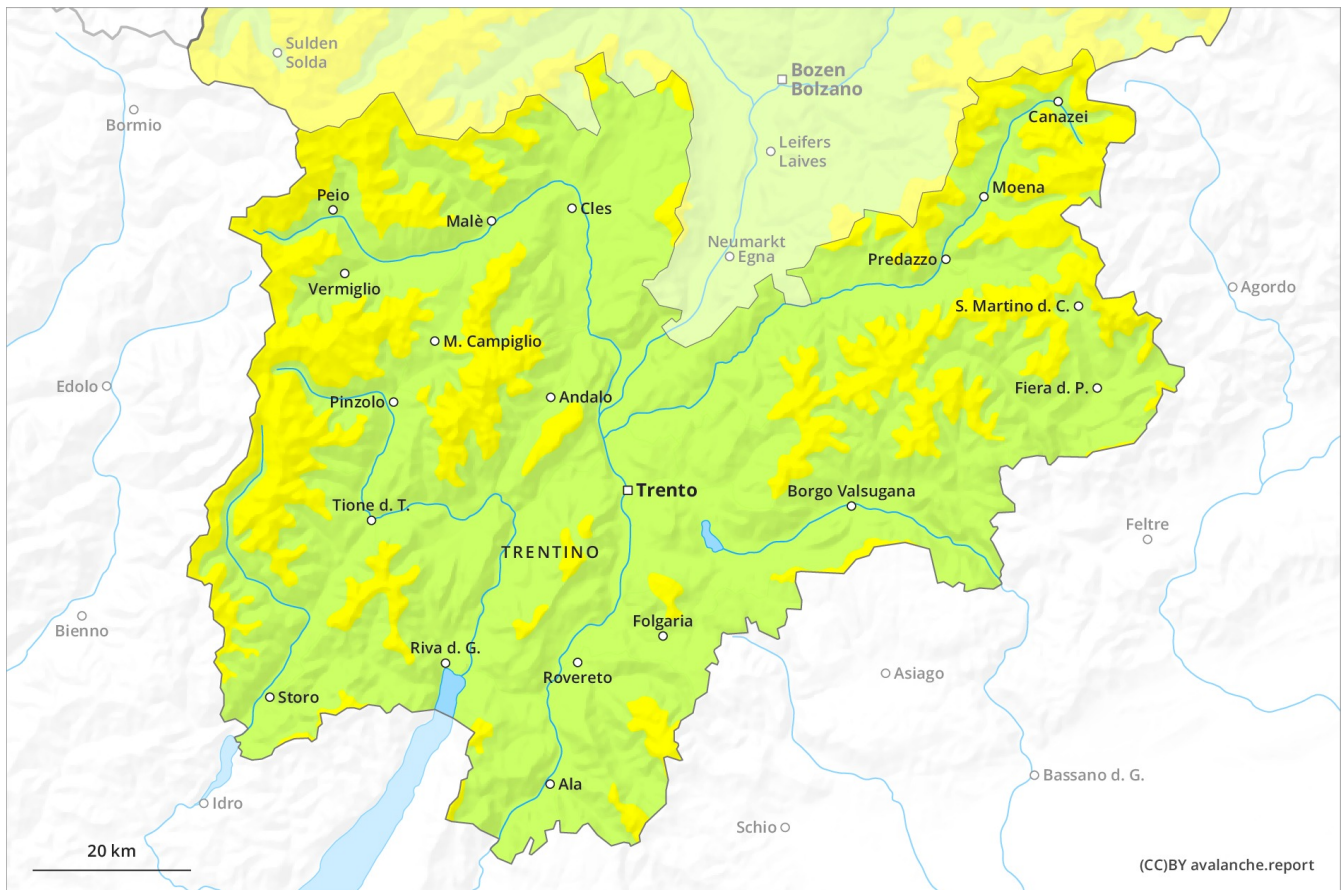 Sulden
Solda
Bozen
Bolzano
Bormio
Canazei
Leifers
Laives
Peio
Moena
Malè
Cles
Neumarkt
Egna
Predazzo
Vermiglio
Agordo
S. Martino d. C.
M. Campiglio
Edolo
Fiera d. P.
Andalo
Pinzolo
Trento
Borgo Valsugana
Tione d. T.
Feltre
TRENTINO
Bienno
Folgaria
Riva d. G.
Rovereto
Asiago
Storo
Bassano d. G.
Ala
Idro
Schio
20 km
(CC)BY avalanche.report